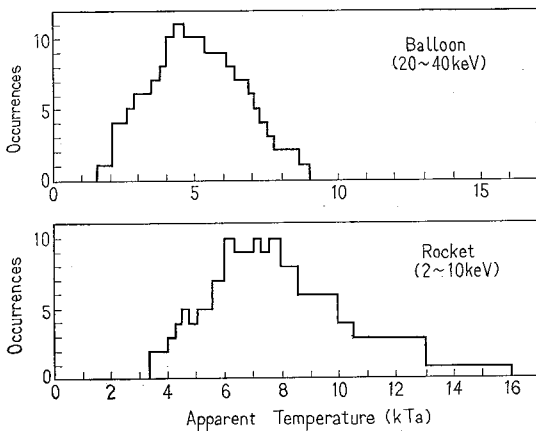 10
5
0
Occurrences
Balloon
(20~40keV)
0
5
10
15
10
5
0
Occurrences
Rocket
(2~10keV)
0
2
4
6
8
10
12
14
16
Apparent Temperature (kTa)